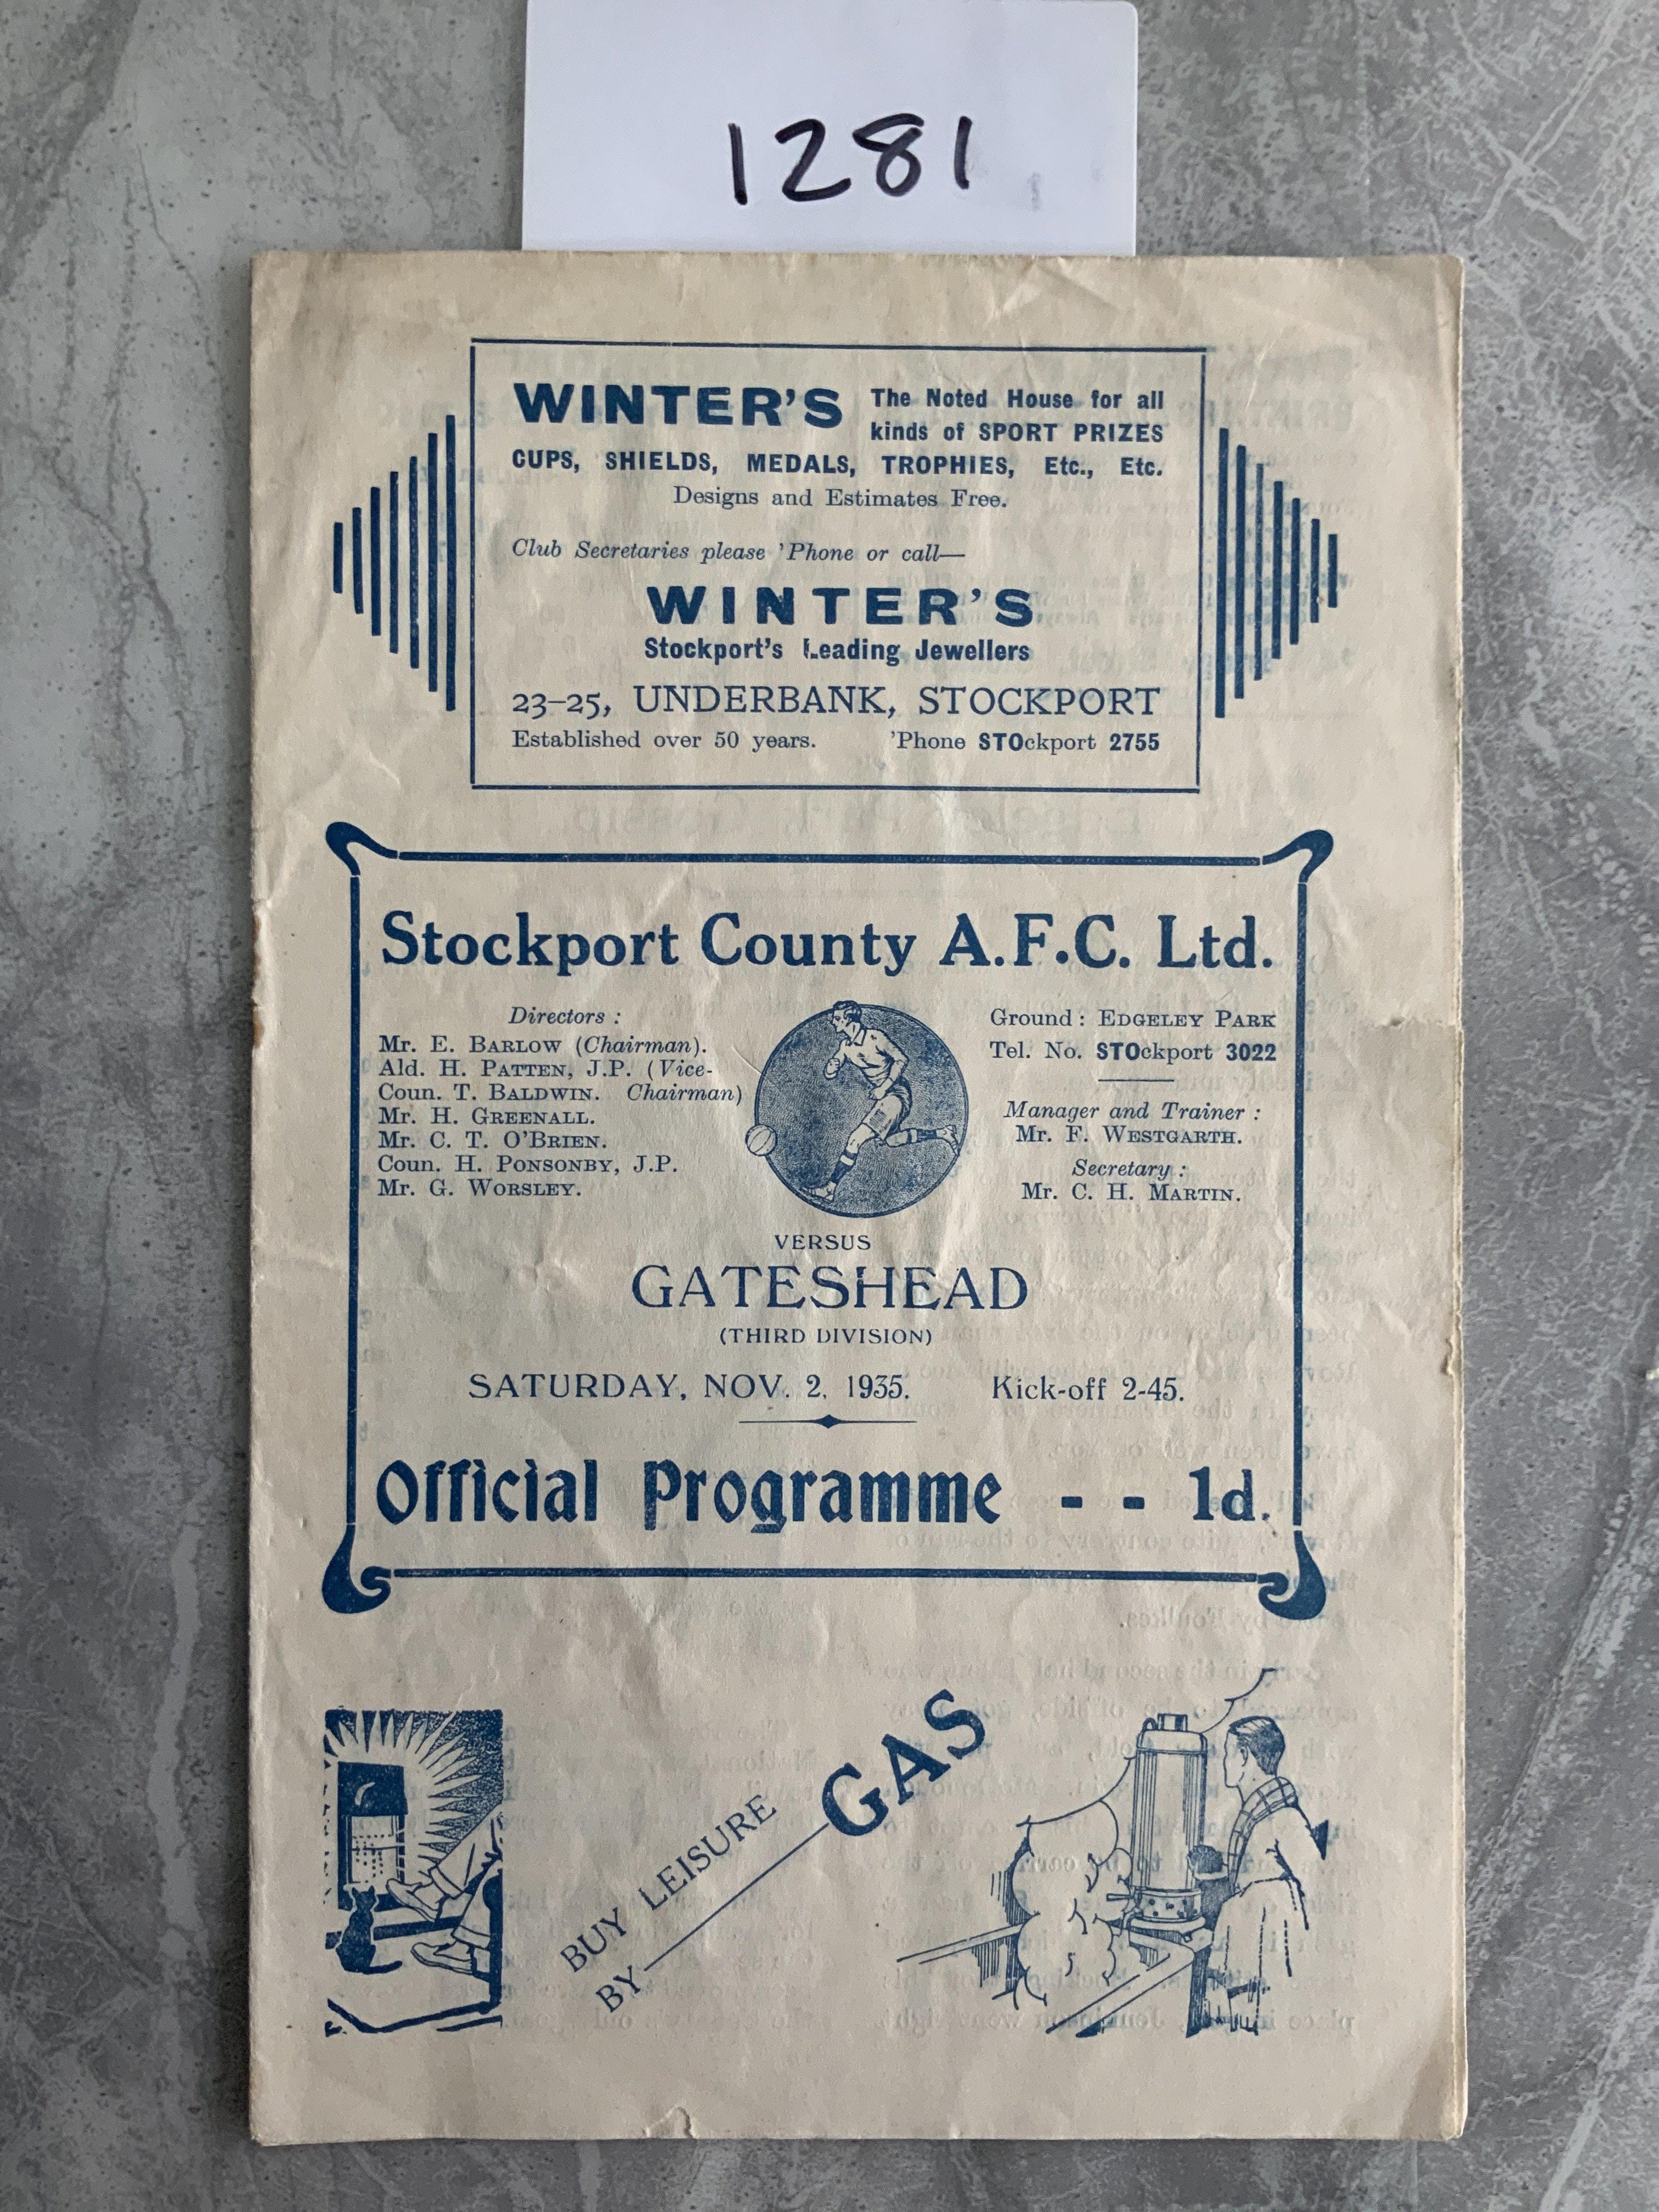 1281
WINTER'S The Noted House for all
kinds of SPORT PRIZES
CUPS, SHIELDS, MEDALS, TROPHIES, Etc., Etc.
Designs and Estimates Free.
Club Secretaries please 'Phone or call—
WINTER'S
Stockport's Leading Jewellers
23-25, UNDERBANK, STOCKPORT
Established over 50 years. 'Phone STOckport 2755
Stockport County A.F.C. Ltd.
Directors :
Mr. E. BARLOW (Chairman).
Ald. H. PATTEN, J.P. (Vice-
Coun. T. BALDWIN. Chairman)
Mr. H. GREENALL.
Mr. C. T. O'BRIEN.
Coun. H. PONSONBY, J.P.
Mr. G. WORSLEY.
Ground : EDGELEY PARK
Tel. No. STOckport 3022
Manager and Trainer :
Mr. F. WESTGARTH.
Secretary :
Mr. C. H. MARTIN.
VERSUS
GATESHEAD
(THIRD DIVISION)
SATURDAY, NOV. 2, 1935. Kick-off 2-45.
Official Programme - - 1d.
BUY LEISURE
BY GAS